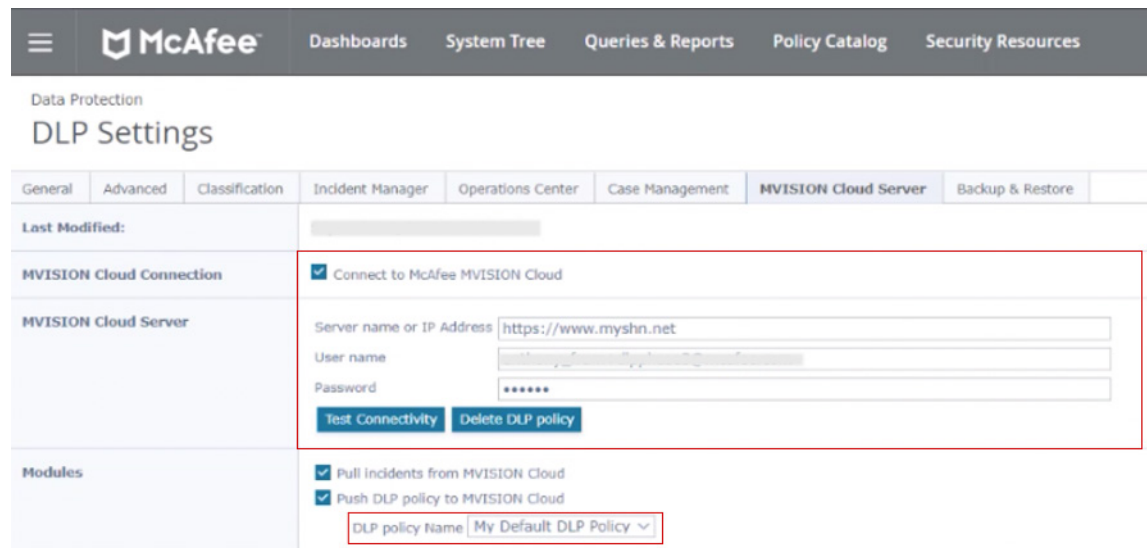 McAfee Dashboards System Tree Queries & Reports Policy Catalog Security Resources
Data Protection
DLP Settings
General Advanced Classification Incident Manager Operations Center Case Management MVISION Cloud Server Backup & Restore
Last Modified:
MVISION Cloud Connection Connect to McAfee MVISION Cloud
MVISION Cloud Server
Server name or IP Address https://www.myshn.net
User name
Password ••••••
Test Connectivity Delete DLP policy
Modules Pull incidents from MVISION Cloud
Push DLP policy to MVISION Cloud
DLP policy Name My Default DLP Policy